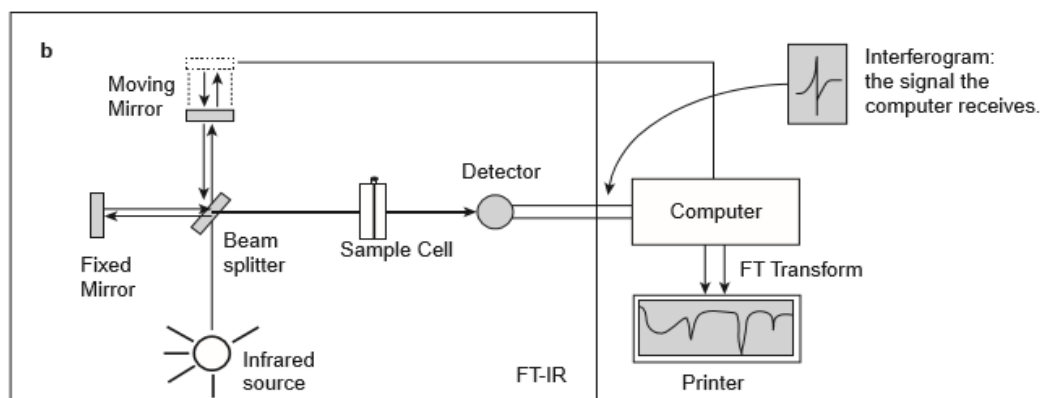 b
Moving
Mirror
Interferogram:
the signal the
computer receives.
Detector
Computer
Fixed
Mirror
Beam
splitter
Sample Cell
FT Transform
Infrared
source
FT-IR
Printer